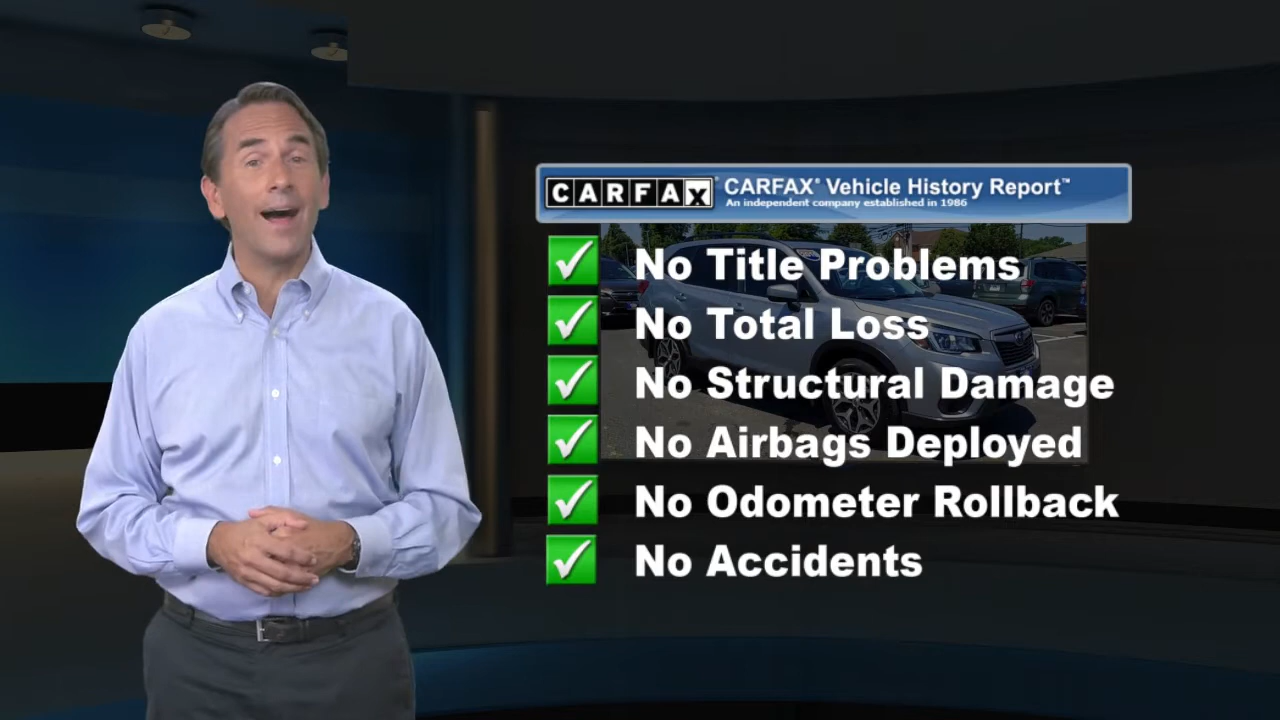 CARFAX® CARFAX® Vehicle History Report™
An independent company established in 1986
No Title Problems
No Total Loss
No Structural Damage
No Airbags Deployed
No Odometer Rollback
No Accidents